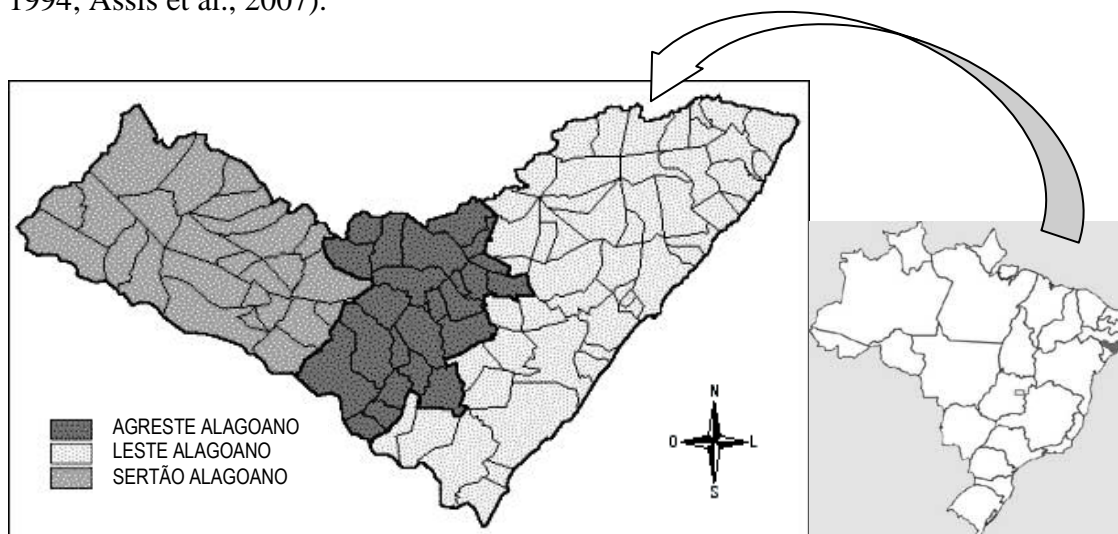 1994; Assis et al., 2007).
N
O L
S
AGRESTE ALAGOANO
LESTE ALAGOANO
SERTÃO ALAGOANO